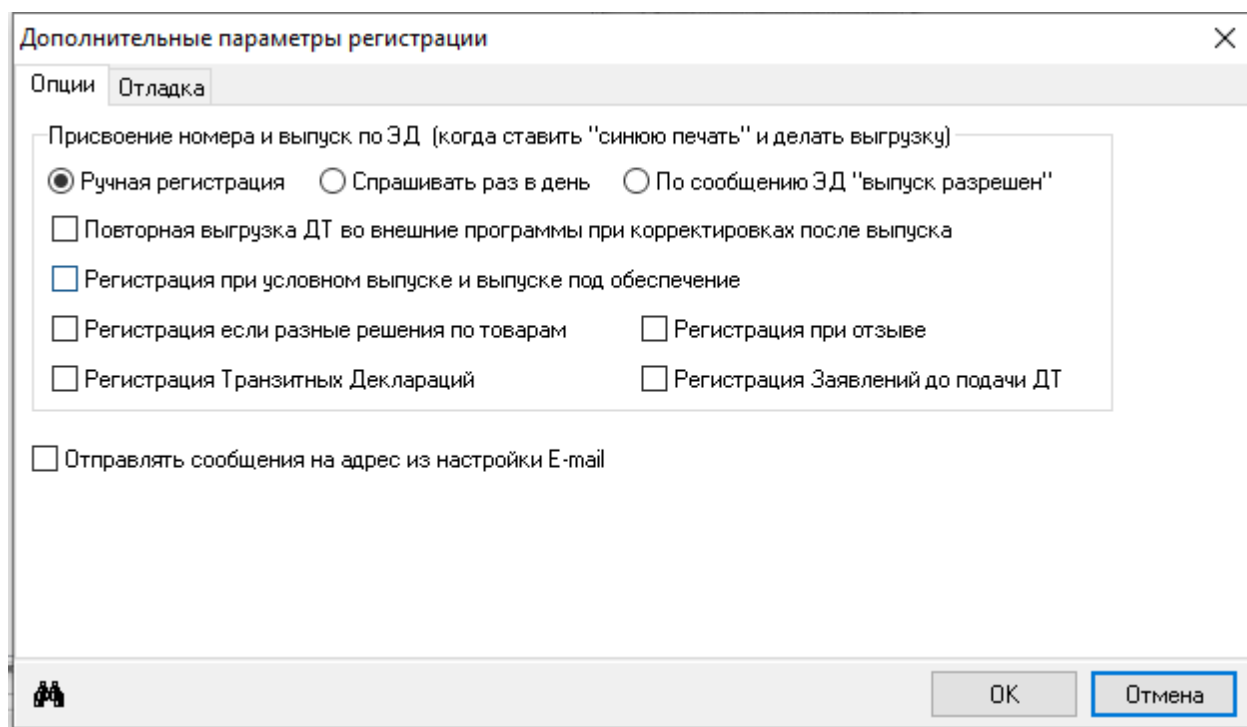 Дополнительные параметры регистрации
Опции Отладка
Присвоение номера и выпуск по ЭД (когда ставить "синюю печать" и делать выгрузку)
Ручная регистрация Спрашивать раз в день По сообщению ЭД "выпуск разрешен"
Повторная выгрузка ДТ во внешние программы при корректировках после выпуска
Регистрация при условном выпуске и выпуске под обеспечение
Регистрация если разные решения по товарам Регистрация при отзыве
Регистрация Транзитных Деклараций Регистрация Заявлений до подачи ДТ
Отправлять сообщения на адрес из настройки E-mail
OK Отмена